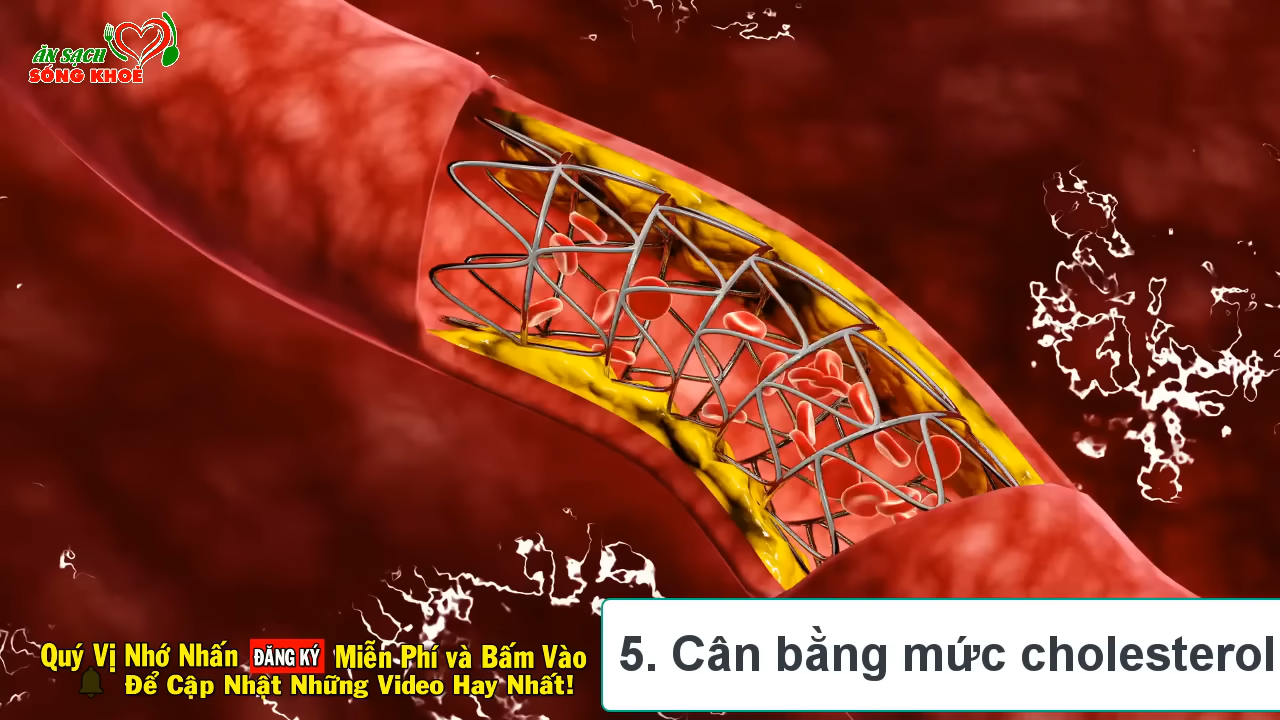 ĂN SẠCH
SỐNG KHOẺ
Quý Vị Nhớ Nhấn ĐĂNG KÝ Miễn Phí và Bấm Vào
Để Cập Nhật Những Video Hay Nhất!
5. Cân bằng mức cholesterol